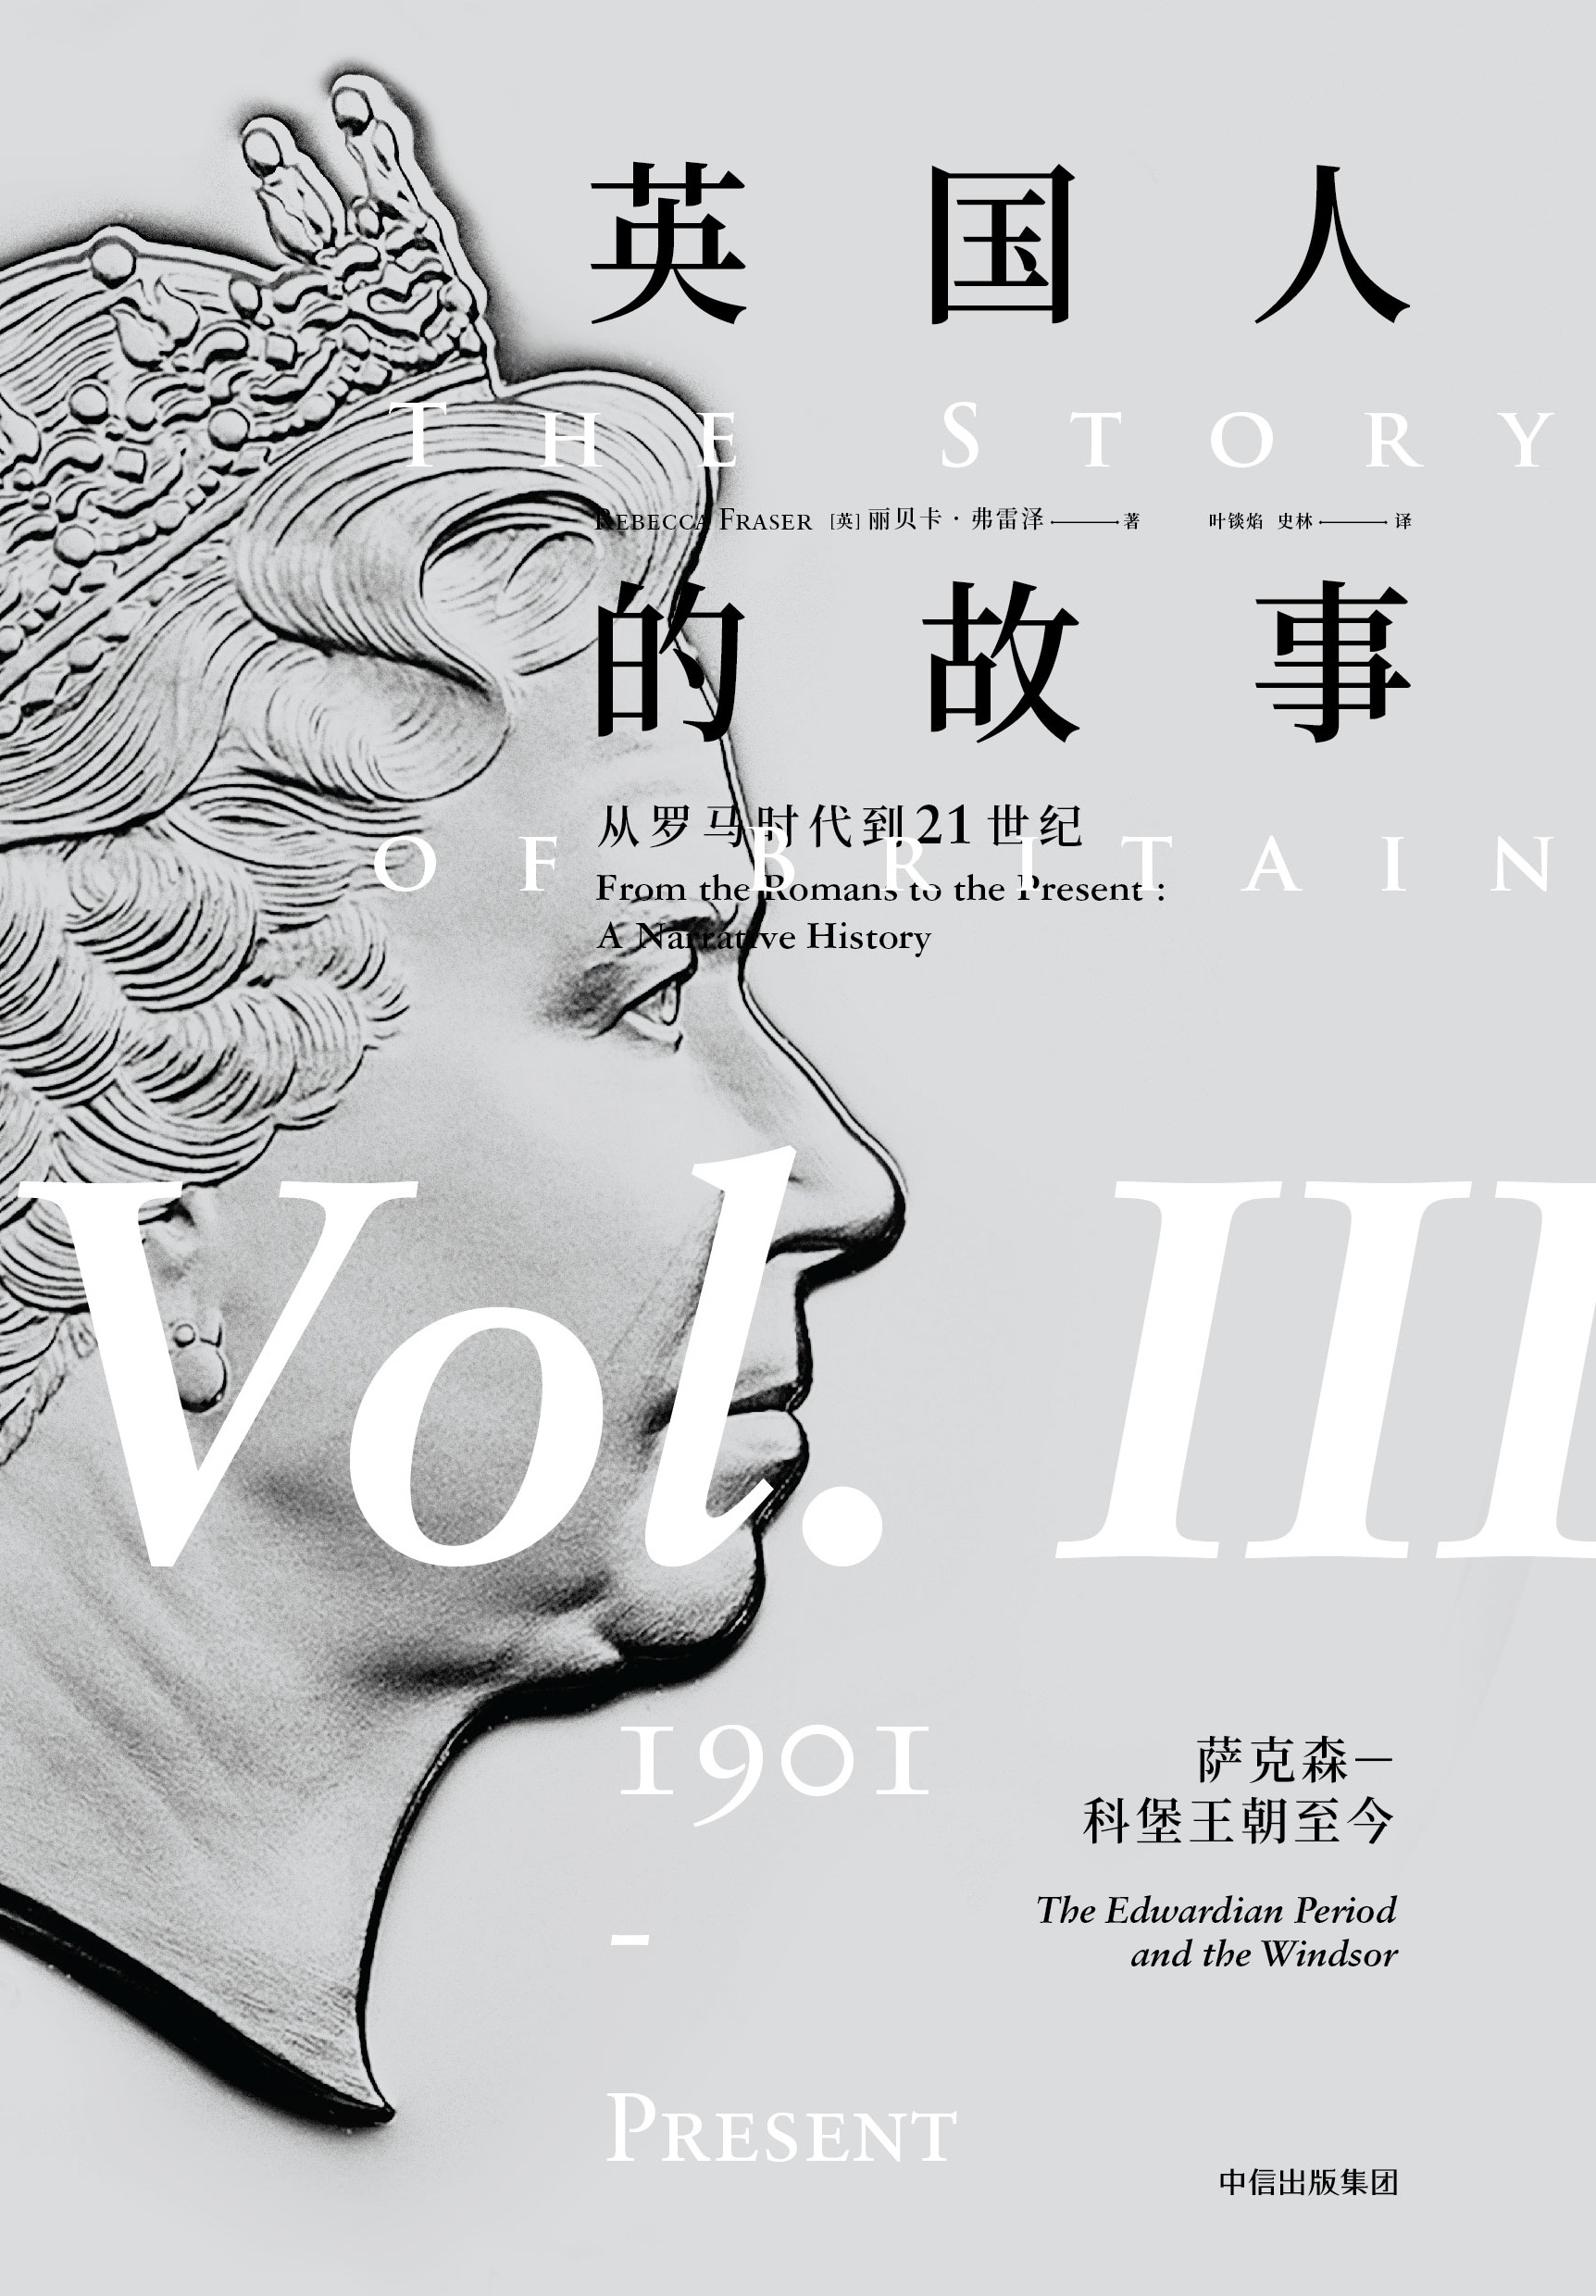 英国人
The Story
Rebecca Fraser [英] 丽贝卡·弗雷泽——著 叶锬焰 史林——译
的故事
从罗马时代到21世纪
of Britain
From the Romans to the Present :
A Narrative History
Vol. III
1901
萨克森—
科堡王朝至今
The Edwardian Period
-
and the Windsor
Present
中信出版集团